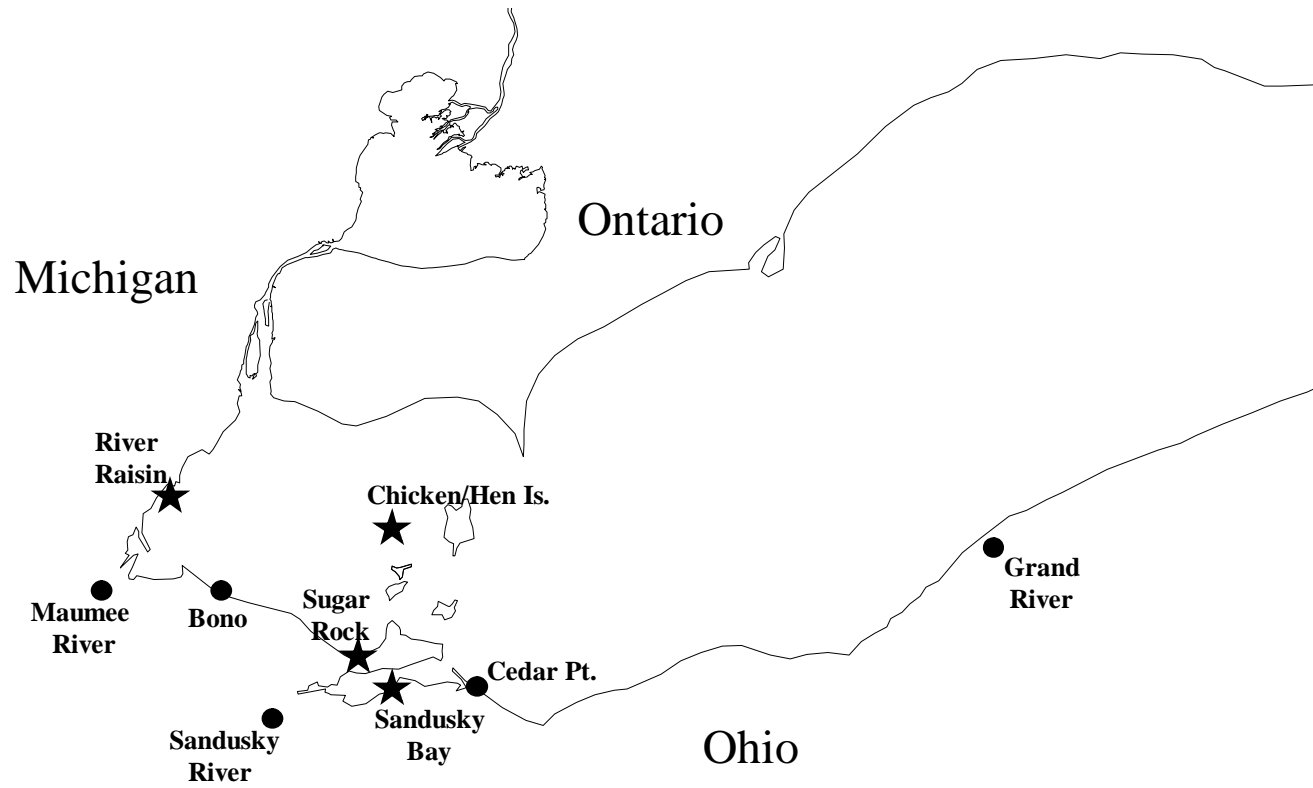 Ontario
Michigan
River
Raisin
Chicken/Hen Is.
Grand
River
Sugar
Rock
Maumee
River
Bono
Cedar Pt.
Sandusky
Bay
Sandusky
River
Ohio